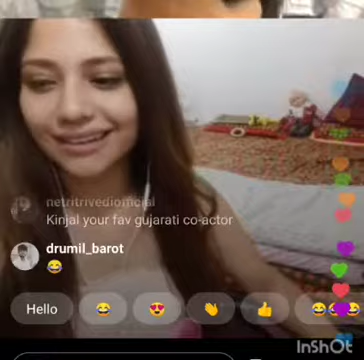 netritrivediofficial
Kinjal your fav gujarati co-actor
drumil_barot
😂
Hello 😂 😍 👏 👍 😂😂😂
InShOt